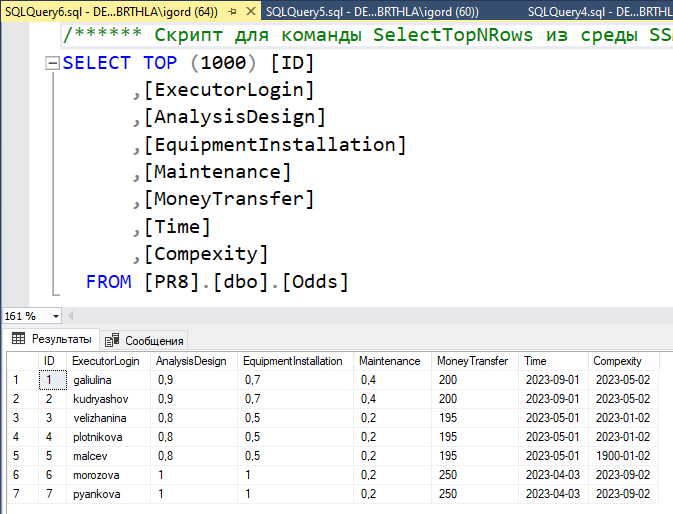 SQLQuery6.sql - DE...BRTHLA\igord (64)) SQLQuery5.sql - DE...BRTHLA\igord (60)) SQLQuery4.sql - DE...BRTHLA
/****** Скрипт для команды SelectTopNRows из среды SSM
SELECT TOP (1000) [ID]
,[ExecutorLogin]
,[AnalysisDesign]
,[EquipmentInstallation]
,[Maintenance]
,[MoneyTransfer]
,[Time]
,[Compexity]
FROM [PR8].[dbo].[Odds]
161 %
Результаты Сообщения
ID ExecutorLogin AnalysisDesign EquipmentInstallation Maintenance MoneyTransfer Time Compexity
1 1 galiulina 0,9 0,7 0,4 200 2023-09-01 2023-05-02
2 2 kudryashov 0,9 0,7 0,4 200 2023-09-01 2023-05-02
3 3 velizhanina 0,8 0,5 0,2 195 2023-05-01 2023-01-02
4 4 plotnikova 0,8 0,5 0,2 195 2023-05-01 2023-01-02
5 5 malcev 0,8 0,5 0,2 195 2023-05-01 1900-01-02
6 6 morozova 1 1 0,2 250 2023-04-03 2023-09-02
7 7 pyankova 1 1 0,2 250 2023-04-03 2023-09-02